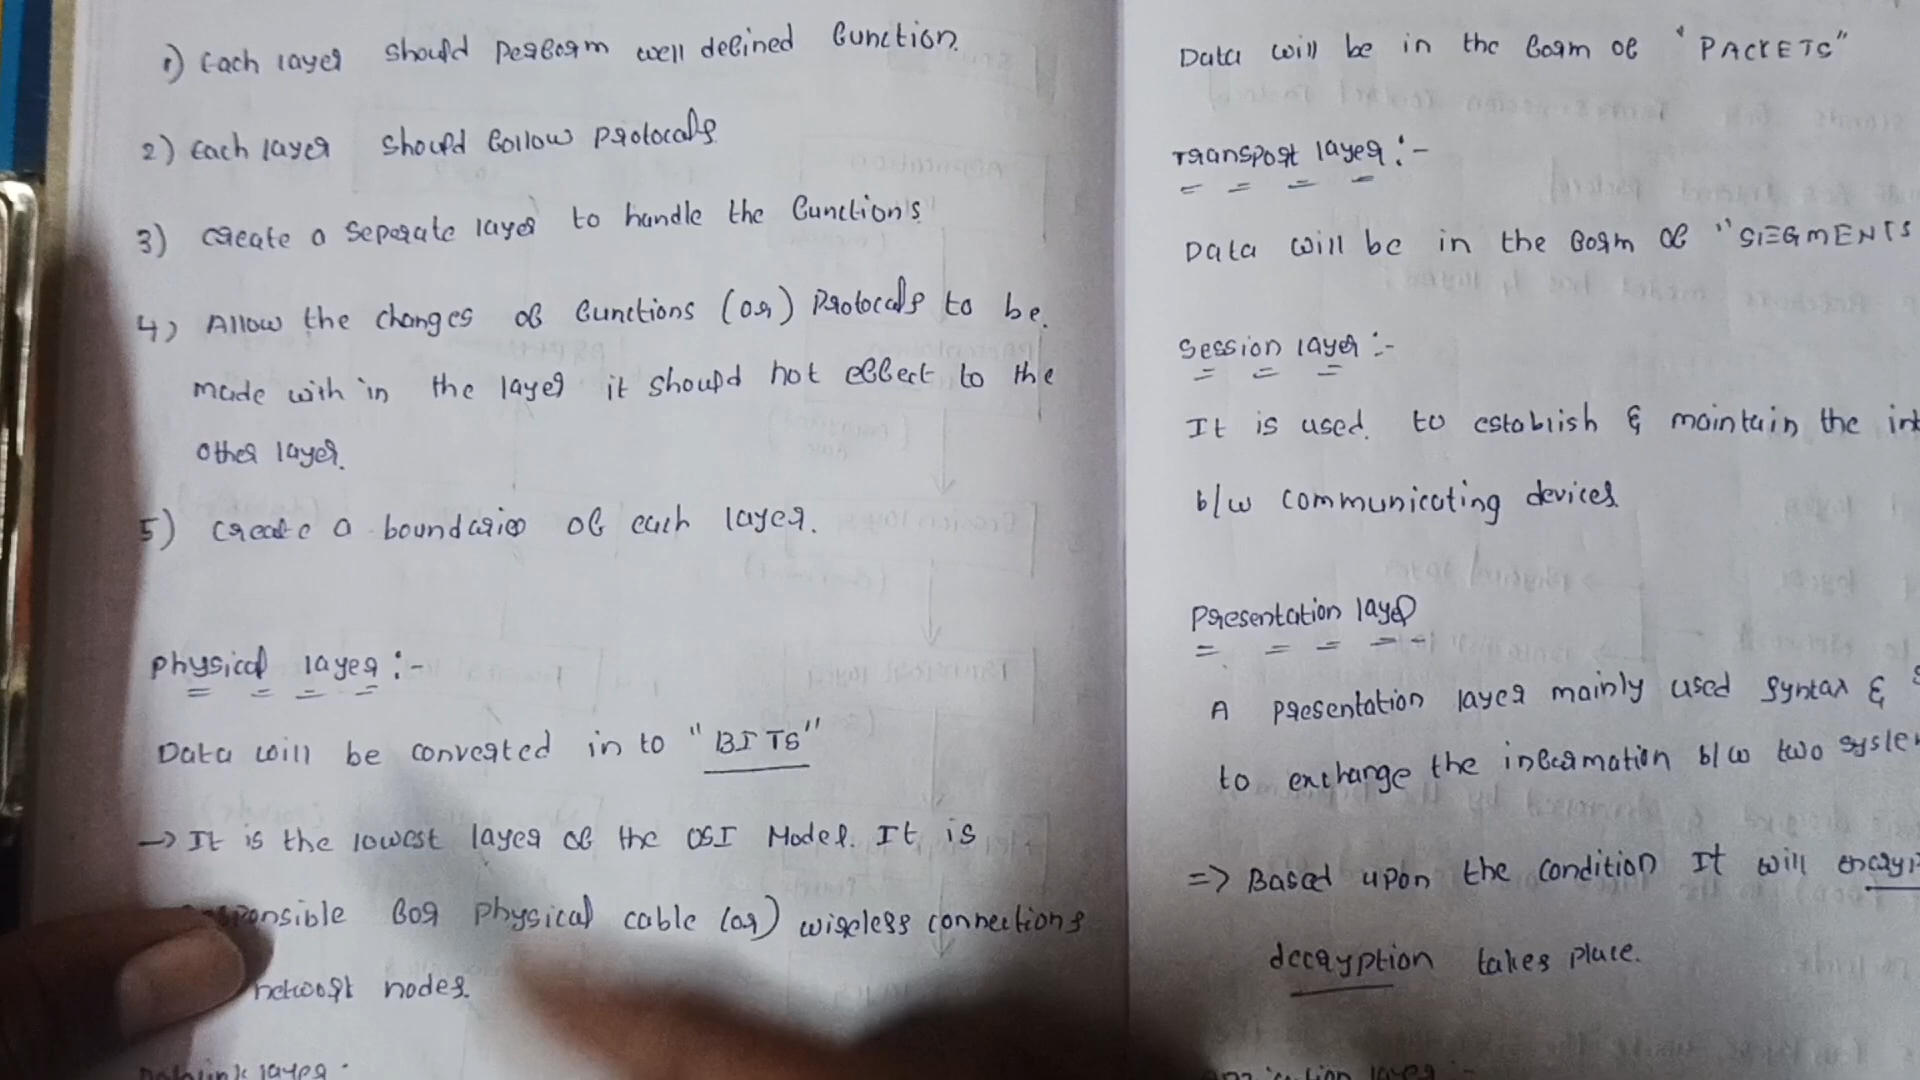 1) Each layer should perform well defined function.
2) Each layer should follow protocals
3) Create a separate layer to handle the functions
4) Allow the changes of functions (or) Protocals to be
made with in the layer it should not effect to the
other layer.
5) Create a boundaries of each layer.
Physical layer :-
Data will be converted in to "BITS"
→ It is the lowest layer of the OSI Model. It is
for physical cable (or) wireless connections
network nodes.
layer
Data will be in the form of "PACKETS"
Transport layer :-
Data will be in the form of "SIEGMENTS
Session layer :-
It is used to establish & maintain the
b/w communicating devices
Presentation layer
A presentation layer mainly used syntax &
to exchange the information b/w two
=> Based upon the condition It will
decryption takes place.
layer